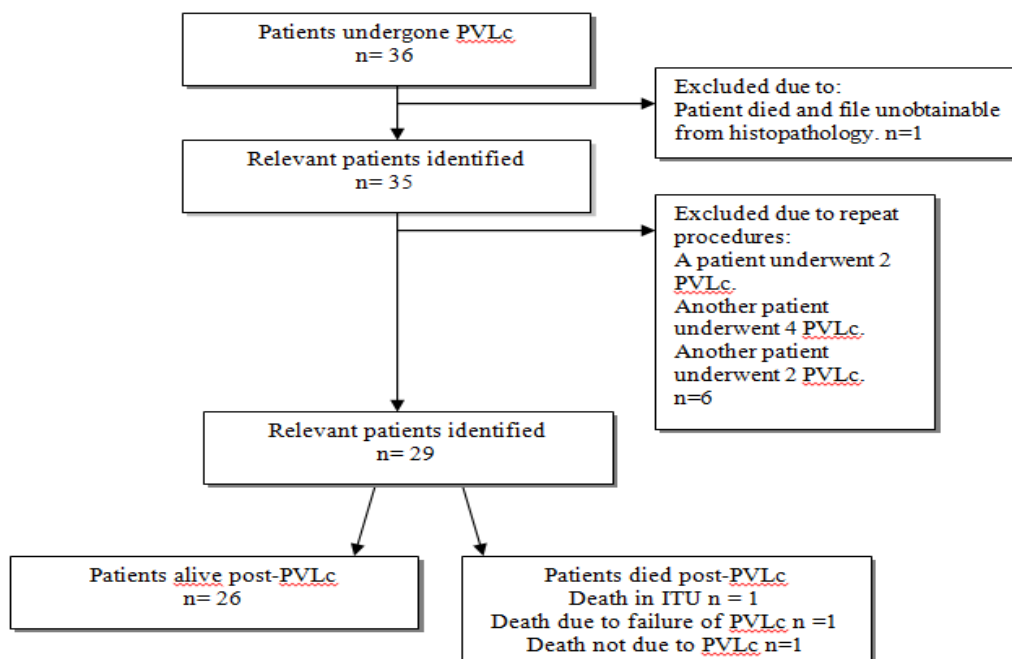 Patients undergone PVLc
n= 36
Excluded due to:
Patient died and file unobtainable
from histopathology. n=1
Relevant patients identified
n= 35
Excluded due to repeat
procedures:
A patient underwent 2
PVLc.
Another patient
underwent 4 PVLc.
Another patient
underwent 2 PVLc.
n=6
Relevant patients identified
n= 29
Patients alive post-PVLc
n= 26
Patients died post-PVLc
Death in ITU n = 1
Death due to failure of PVLc n =1
Death not due to PVLc n=1